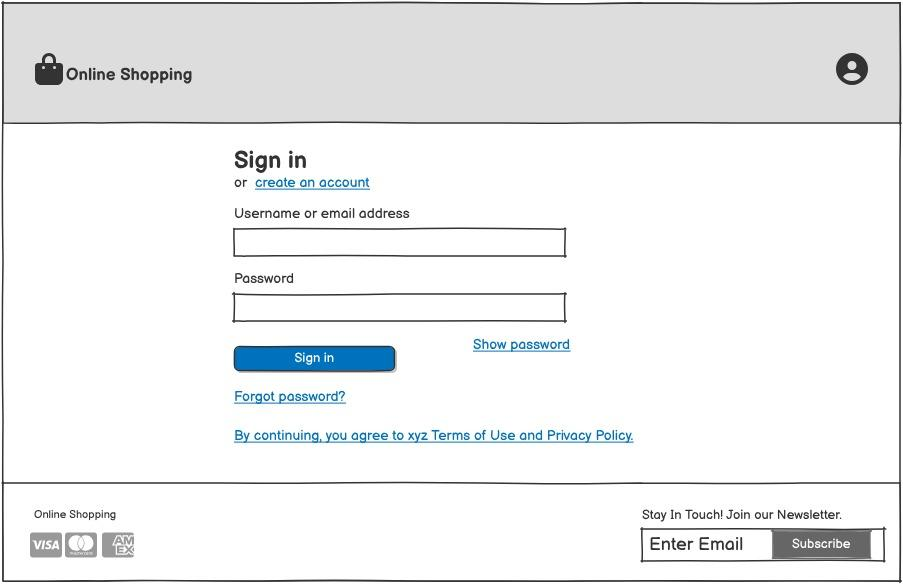 Online Shopping
Sign in
or create an account
Username or email address
Password
Show password
Sign in
Forgot password?
By continuing, you agree to xyz Terms of Use and Privacy Policy.
Online Shopping
VISA
AM
EX
Stay In Touch! Join our Newsletter.
Enter Email
Subscribe